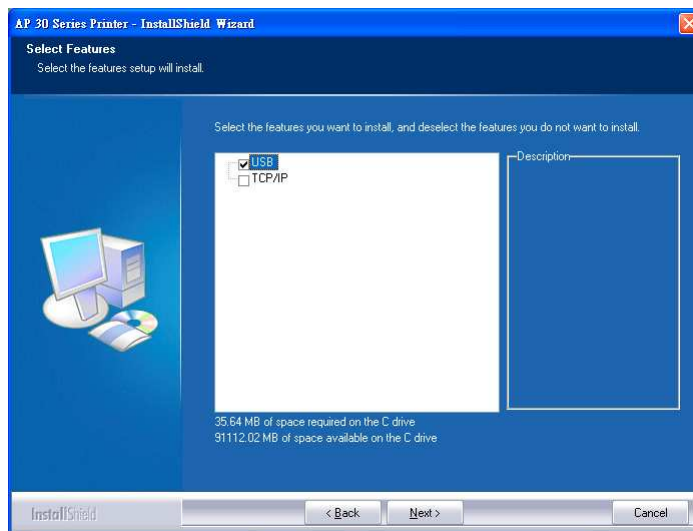 AP 30 Series Printer - InstallShield Wizard
Select Features
Select the features setup will install.
Select the features you want to install, and deselect the features you do not want to install.
USB
TCP/IP
Description
35.64 MB of space required on the C drive
91112.02 MB of space available on the C drive
InstallShield
< Back
Next >
Cancel